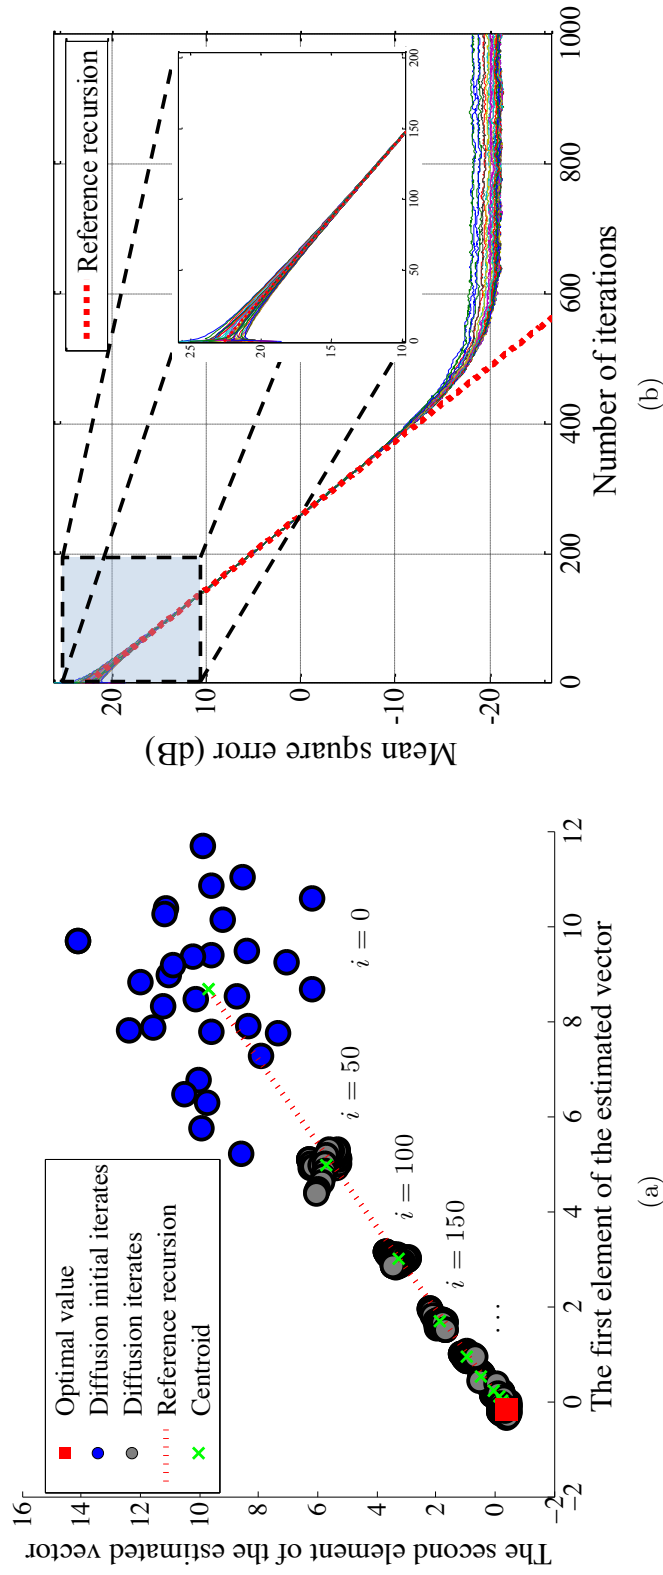 16
14
12
10
8
6
4
2
0
−2
The second element of the estimated vector
Optimal value
Diffusion initial iterates
Diffusion iterates
Reference recursion
Centroid
i = 0
i = 50
i = 100
i = 150
...
−2
0
2
4
6
8
10
12
The first element of the estimated vector
(a)
20
10
0
-10
-20
Mean square error (dB)
Reference recursion
25
20
15
10
0
50
100
150
200
0
200
400
600
800
1000
Number of iterations
(b)